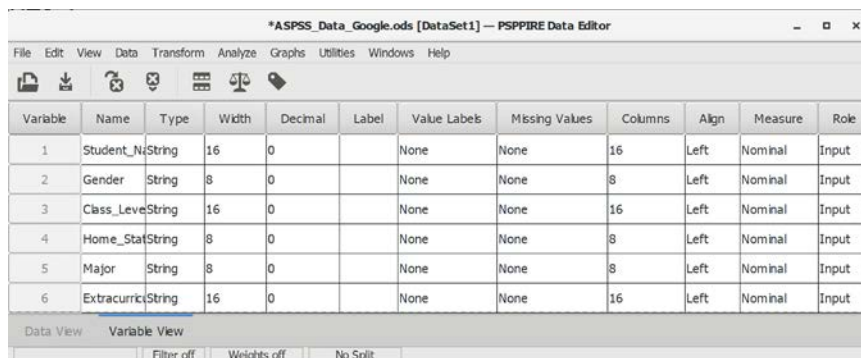 *ASPSS_Data_Google.ods [DataSet1] — PSPPIRE Data Editor
File Edit View Data Transform Analyze Graphs Utilities Windows Help
Variable Name Type Width Decimal Label Value Labels Missing Values Columns Align Measure Role
1 Student_Na String 16 0 None None 16 Left Nominal Input
2 Gender String 8 0 None None 8 Left Nominal Input
3 Class_Leve String 16 0 None None 16 Left Nominal Input
4 Home_Stat String 8 0 None None 8 Left Nominal Input
5 Major String 8 0 None None 8 Left Nominal Input
6 Extracurricu String 16 0 None None 16 Left Nominal Input
Data View Variable View
Filter off Weights off No Split